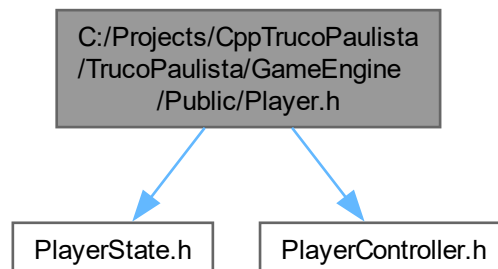 C:/Projects/CppTrucoPaulista
/TrucoPaulista/GameEngine
/Public/Player.h
PlayerState.h
PlayerController.h